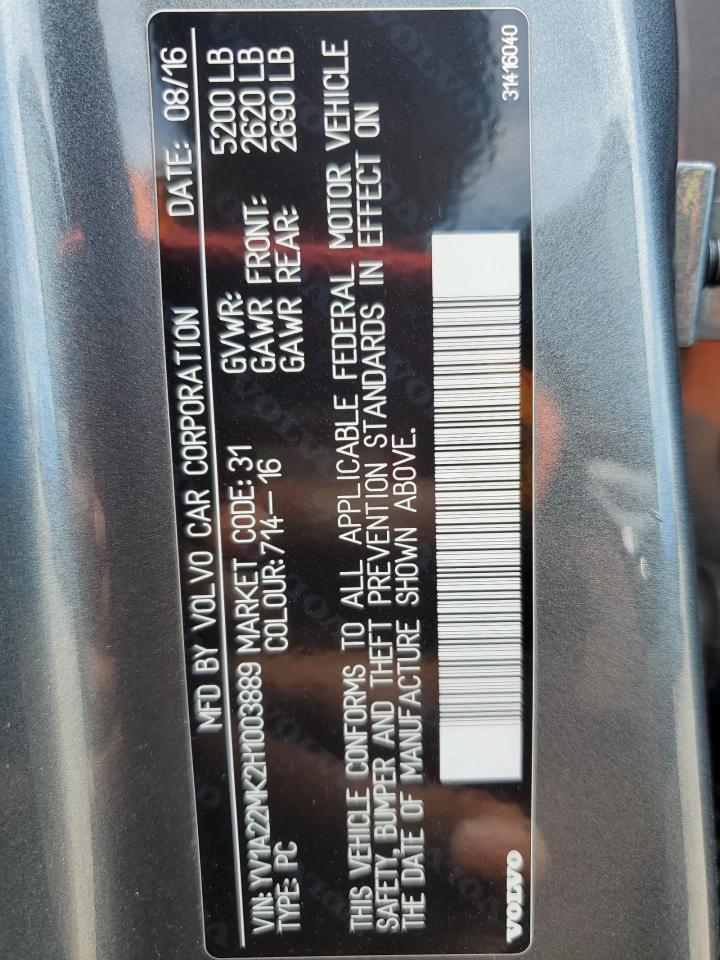 MFD BY VOLVO CAR CORPORATION DATE: 08/16
VIN: YV1A22MK2H1003889 MARKET CODE: 31 GVWR: 5200 LB
TYPE: PC COLOUR: 714—16 GAWR FRONT: 2620 LB
GAWR REAR: 2690 LB
THIS VEHICLE CONFORMS TO ALL APPLICABLE FEDERAL MOTOR VEHICLE
SAFETY, BUMPER AND THEFT PREVENTION STANDARDS IN EFFECT ON
THE DATE OF MANUFACTURE SHOWN ABOVE.
VOLVO 31416040